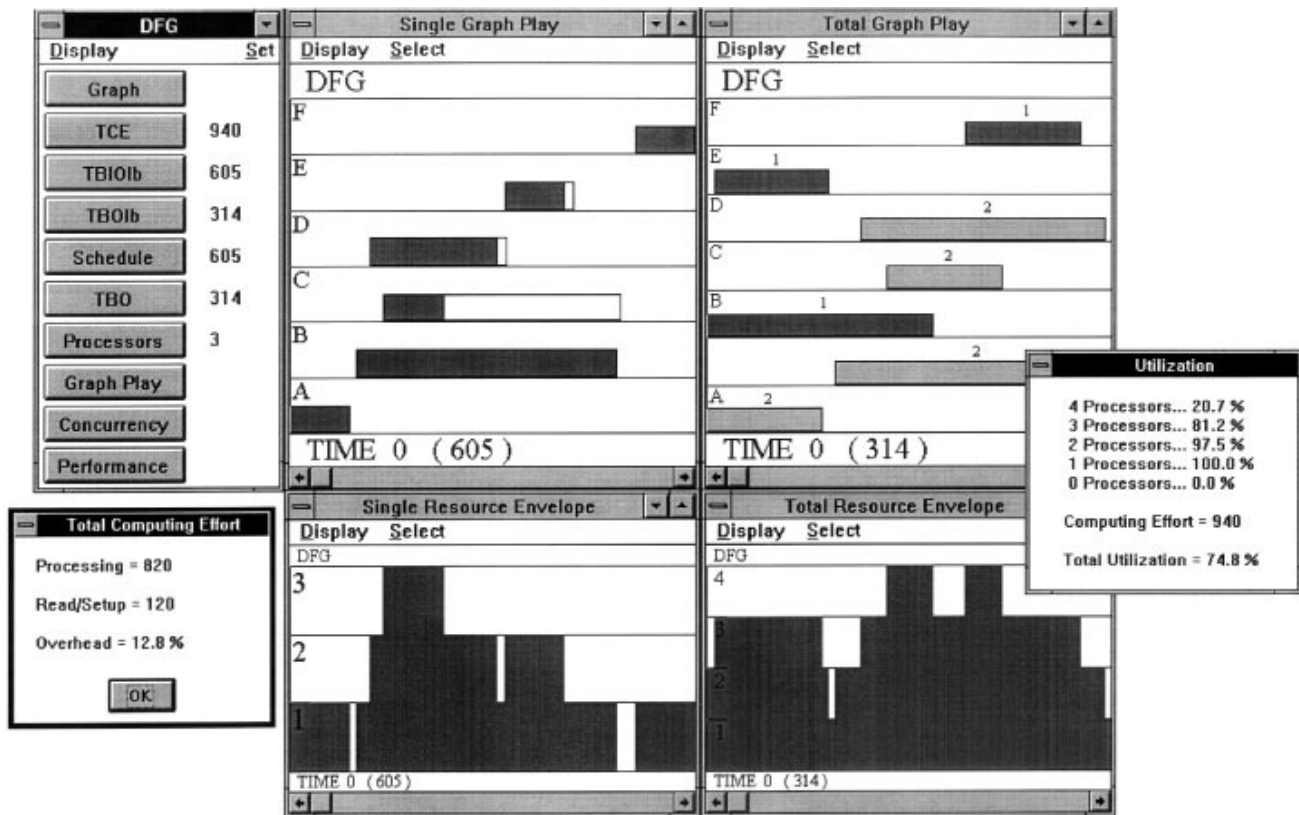 DFG
Display Set
Graph
TCE 940
TBIOlb 605
TBOlb 314
Schedule 605
TBO 314
Processors 3
Graph Play
Concurrency
Performance
Total Computing Effort
Processing = 820
Read/Setup = 120
Overhead = 12.8 %
OK
Single Graph Play
Display Select
DFG
F
E
D
C
B
A
TIME 0 (605)
Single Resource Envelope
Display Select
DFG
3
2
1
TIME 0 (605)
Total Graph Play
Display Select
DFG
F 1
E 1
D 2
C 2
B 1
2
A 2
TIME 0 (314)
Total Resource Envelope
Display Select
DFG
4
3
2
1
TIME 0 (314)
Utilization
4 Processors... 20.7 %
3 Processors... 81.2 %
2 Processors... 97.5 %
1 Processors... 100.0 %
0 Processors... 0.0 %
Computing Effort = 940
Total Utilization = 74.8 %